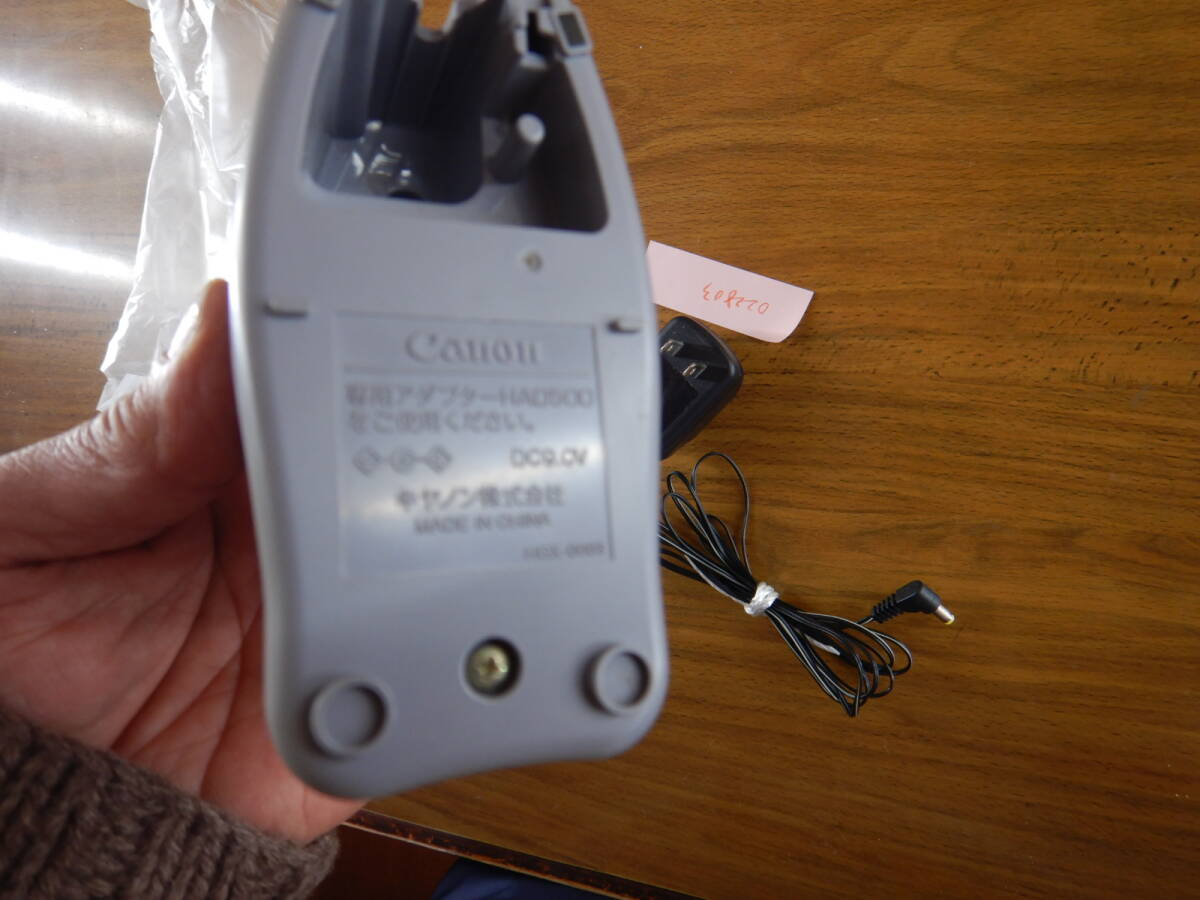 Canon
専用アダプターHAD500
をご使用ください。
DC9.0V
キヤノン株式会社
MADE IN CHINA
022803